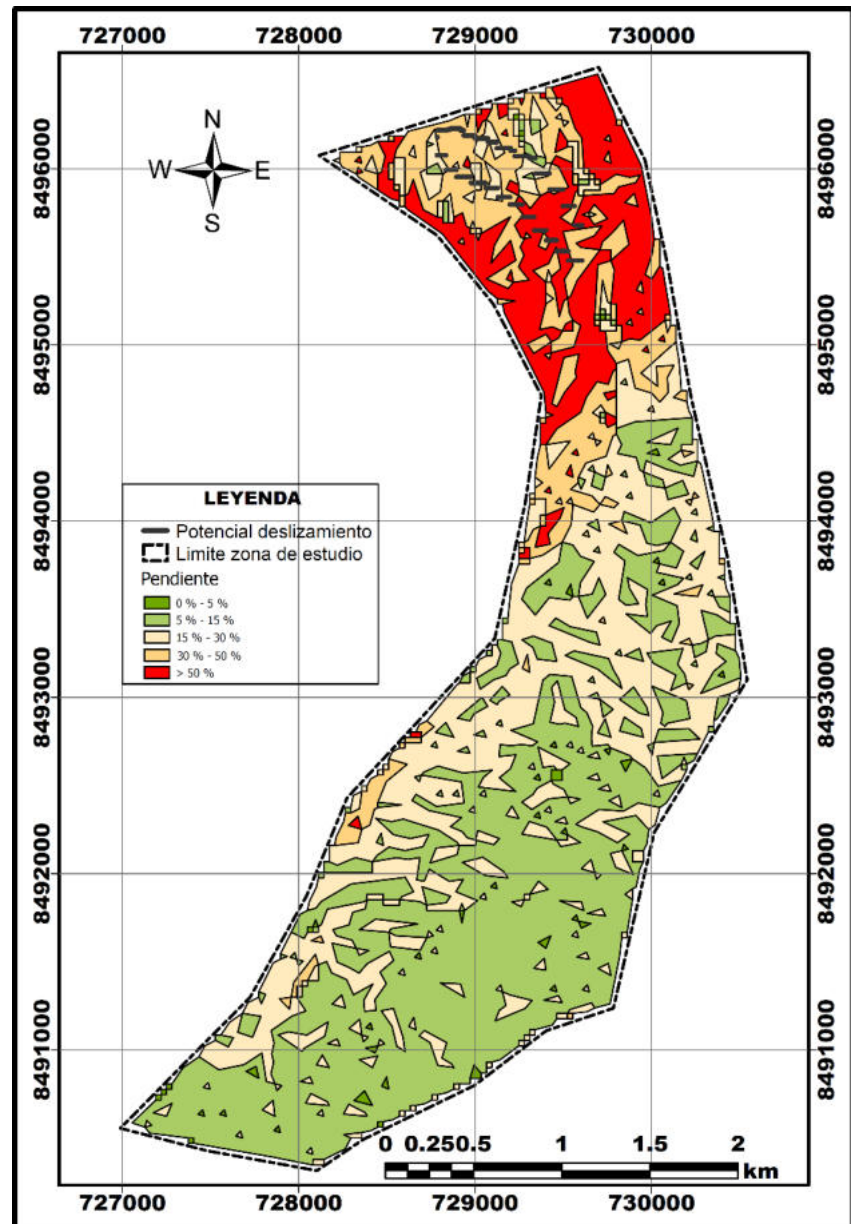 727000 728000 729000 730000
8496000 8496000
N
W E
S
8495000 8495000
LEYENDA
Potencial deslizamiento
Limite zona de estudio
Pendiente
0 % - 5 %
5 % - 15 %
15 % - 30 %
30 % - 50 %
> 50 %
8494000 8494000
8493000 8493000
8492000 8492000
8491000 8491000
0 0.250.5 1 1.5 2
km
727000 728000 729000 730000